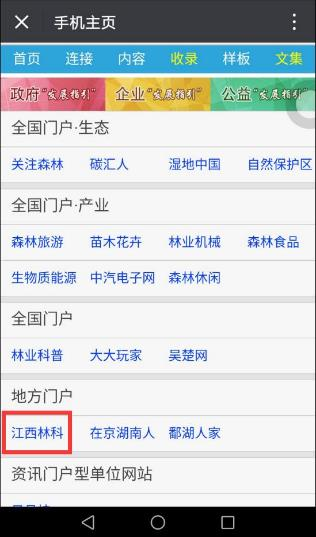 手机主页
首页 连接 内容 收录 样板 文集
政府"发展指引" 企业"发展指引" 公益"发展指引"
全国门户·生态
关注森林 碳汇人 湿地中国 自然保护区
全国门户·产业
森林旅游 苗木花卉 林业机械 森林食品
生物质能源 中汽电子网 森林休闲
全国门户
林业科普 大大玩家 吴楚网
地方门户
江西林科 在京湖南人 鄱湖人家
资讯门户型单位网站